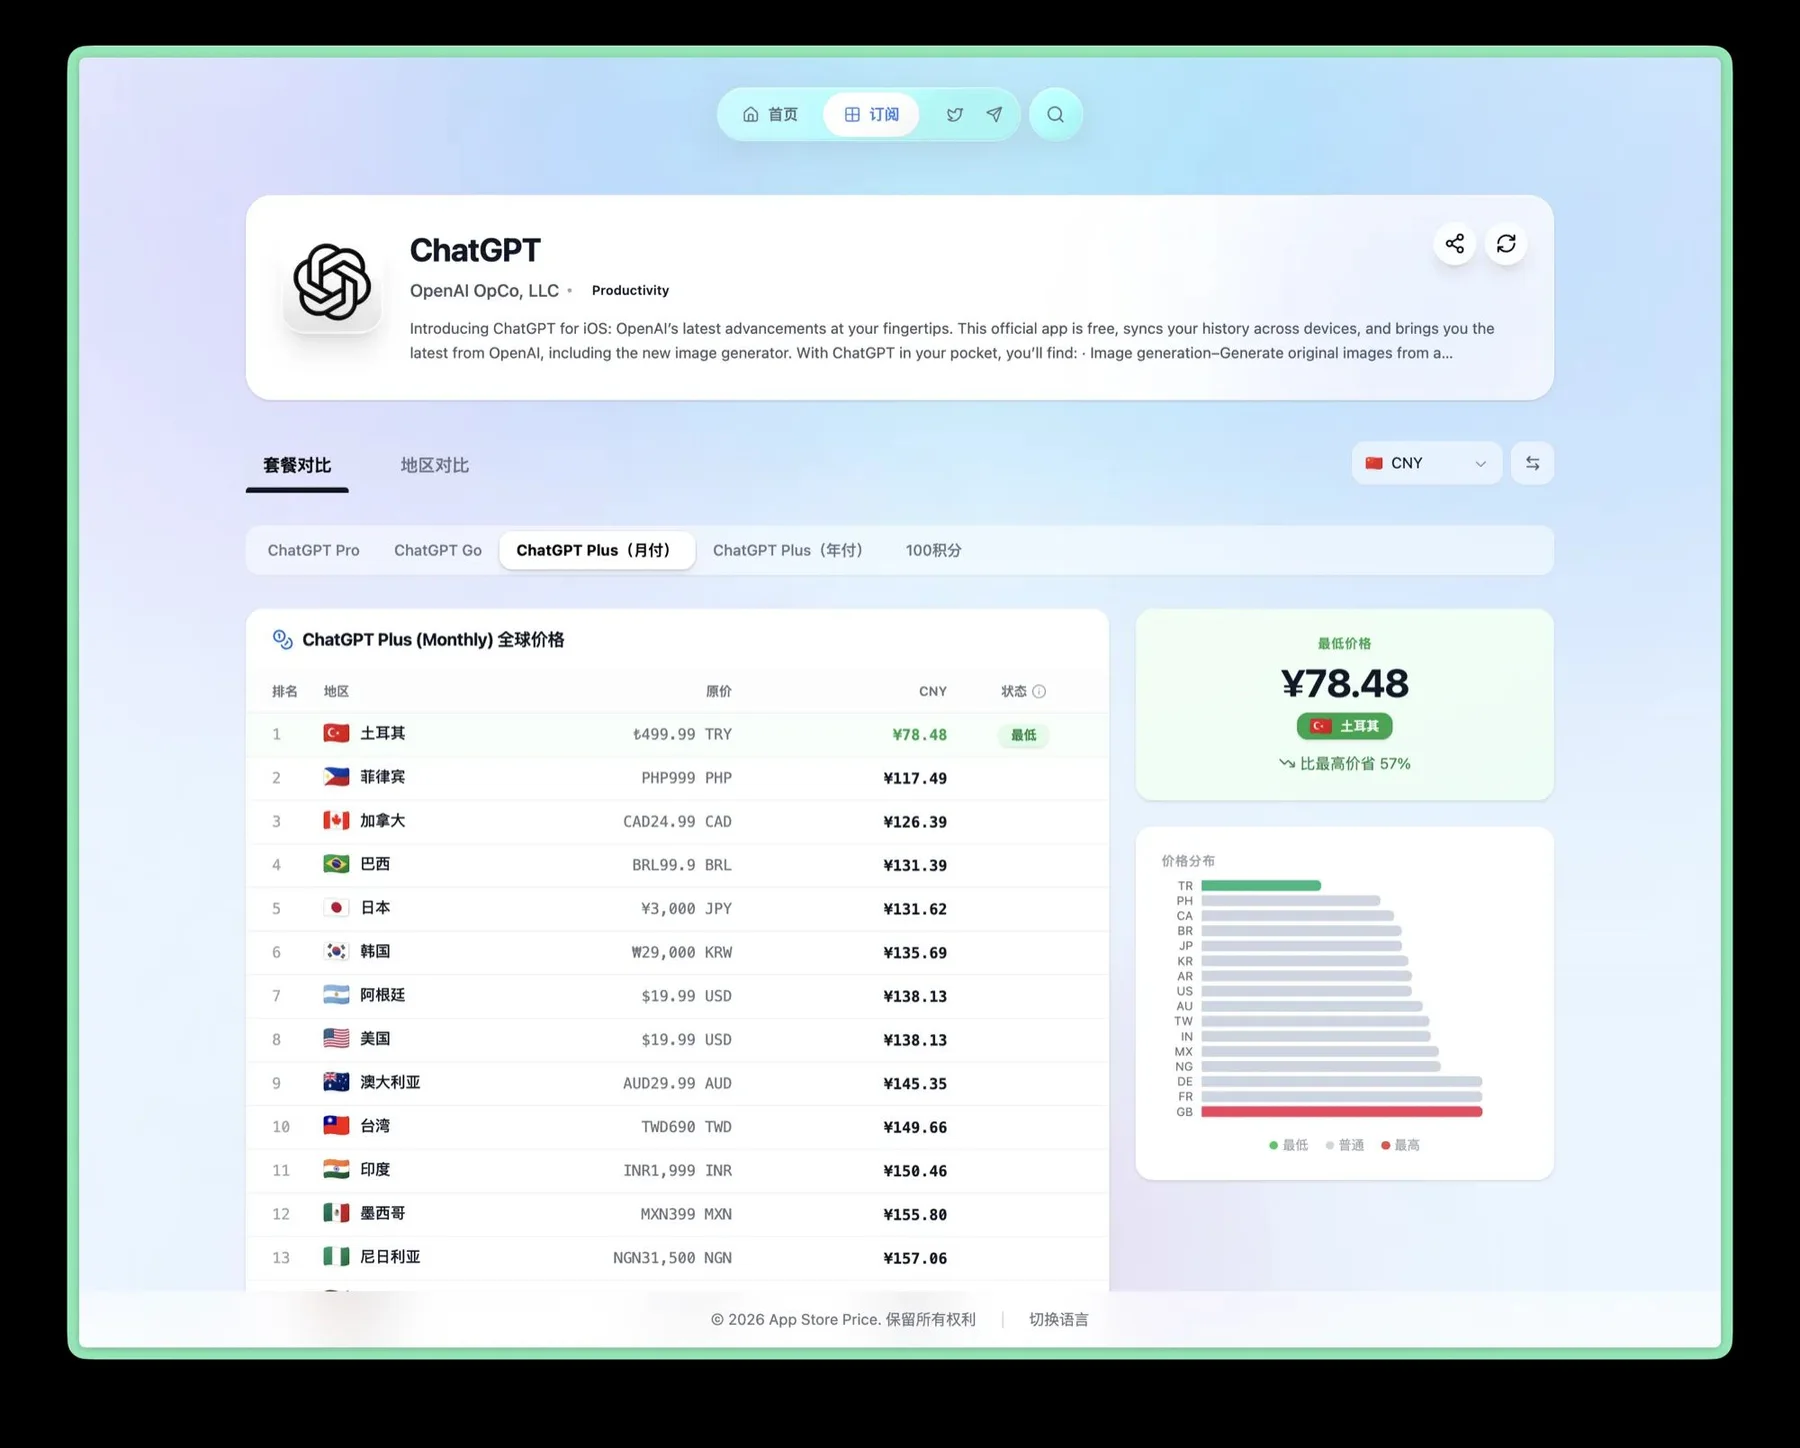 首页
订阅
ChatGPT
OpenAI OpCo, LLC • Productivity
Introducing ChatGPT for iOS: OpenAI’s latest advancements at your fingertips. This official app is free, syncs your history across devices, and brings you the
latest from OpenAI, including the new image generator. With ChatGPT in your pocket, you’ll find: · Image generation–Generate original images from a...
套餐对比
地区对比
CNY
ChatGPT Pro
ChatGPT Go
ChatGPT Plus（月付）
ChatGPT Plus（年付）
100积分
ChatGPT Plus (Monthly) 全球价格
排名 地区 原价 CNY 状态
1 土耳其 ₺499.99 TRY ¥78.48 最低
2 菲律宾 PHP999 PHP ¥117.49
3 加拿大 CAD24.99 CAD ¥126.39
4 巴西 BRL99.9 BRL ¥131.39
5 日本 ¥3,000 JPY ¥131.62
6 韩国 ₩29,000 KRW ¥135.69
7 阿根廷 $19.99 USD ¥138.13
8 美国 $19.99 USD ¥138.13
9 澳大利亚 AUD29.99 AUD ¥145.35
10 台湾 TWD690 TWD ¥149.66
11 印度 INR1,999 INR ¥150.46
12 墨西哥 MXN399 MXN ¥155.80
13 尼日利亚 NGN31,500 NGN ¥157.06
最低价格
¥78.48
土耳其
比最高价省 57%
价格分布
TR
PH
CA
BR
JP
KR
AR
US
AU
TW
IN
MX
NG
DE
FR
GB
最低 普通 最高
© 2026 App Store Price. 保留所有权利 | 切换语言